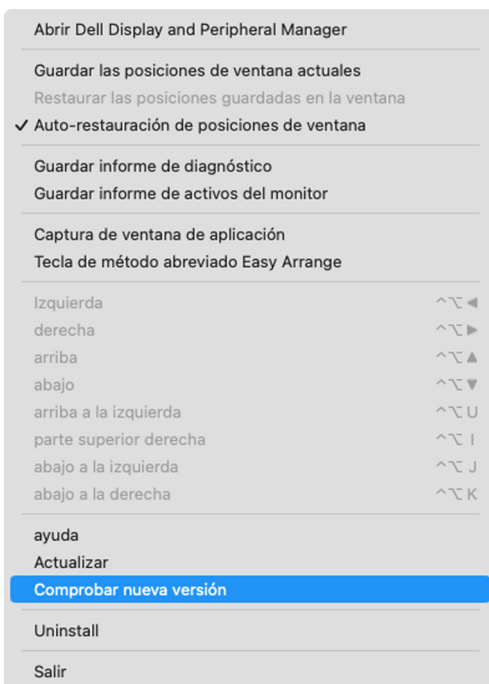 Abrir Dell Display and Peripheral Manager
Guardar las posiciones de ventana actuales
Restaurar las posiciones guardadas en la ventana
✓ Auto-restauración de posiciones de ventana
Guardar informe de diagnóstico
Guardar informe de activos del monitor
Captura de ventana de aplicación
Tecla de método abreviado Easy Arrange
Izquierda ^⌥◀
derecha ^⌥▶
arriba ^⌥▲
abajo ^⌥▼
arriba a la izquierda ^⌥ U
parte superior derecha ^⌥ I
abajo a la izquierda ^⌥ J
abajo a la derecha ^⌥ K
ayuda
Actualizar
Comprobar nueva versión
Uninstall
Salir